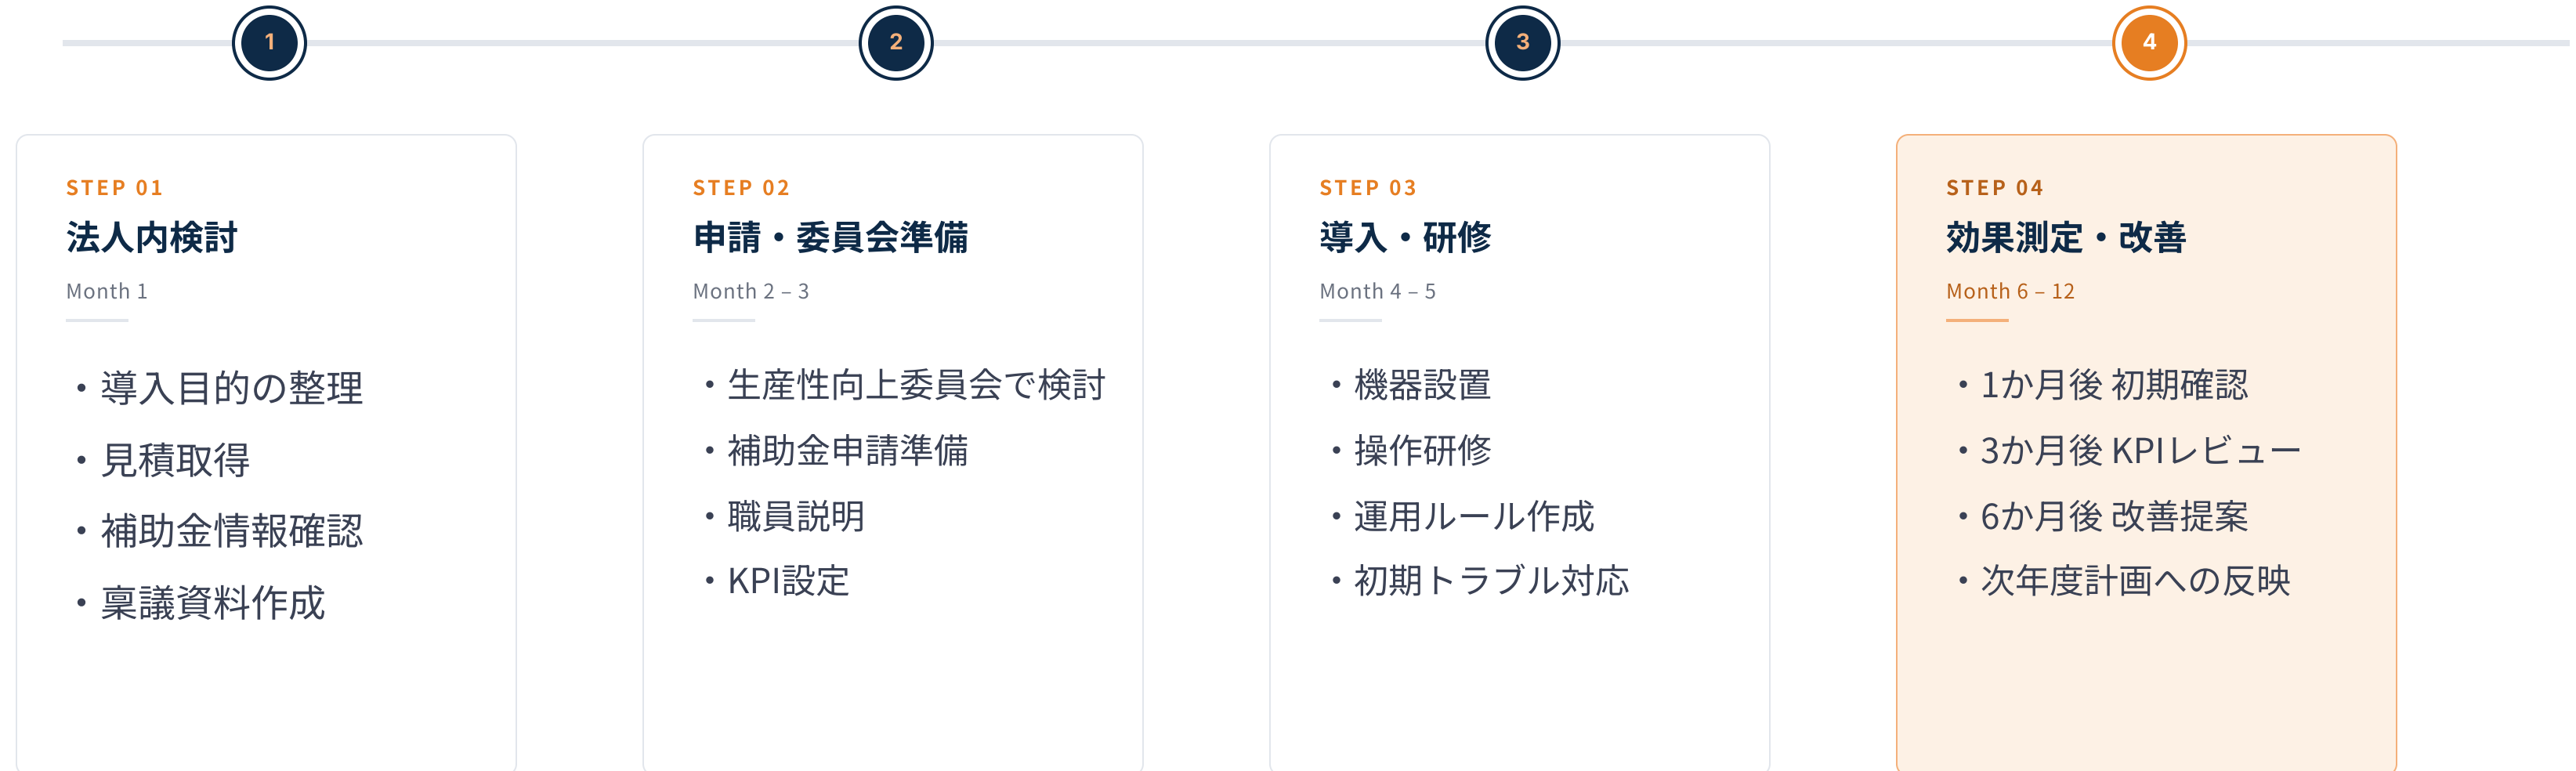 1
2
3
4
STEP 01
法人内検討
Month 1
・導入目的の整理
・見積取得
・補助金情報確認
・稟議資料作成
STEP 02
申請・委員会準備
Month 2 – 3
・生産性向上委員会で検討
・補助金申請準備
・職員説明
・KPI設定
STEP 03
導入・研修
Month 4 – 5
・機器設置
・操作研修
・運用ルール作成
・初期トラブル対応
STEP 04
効果測定・改善
Month 6 – 12
・1か月後 初期確認
・3か月後 KPIレビュー
・6か月後 改善提案
・次年度計画への反映